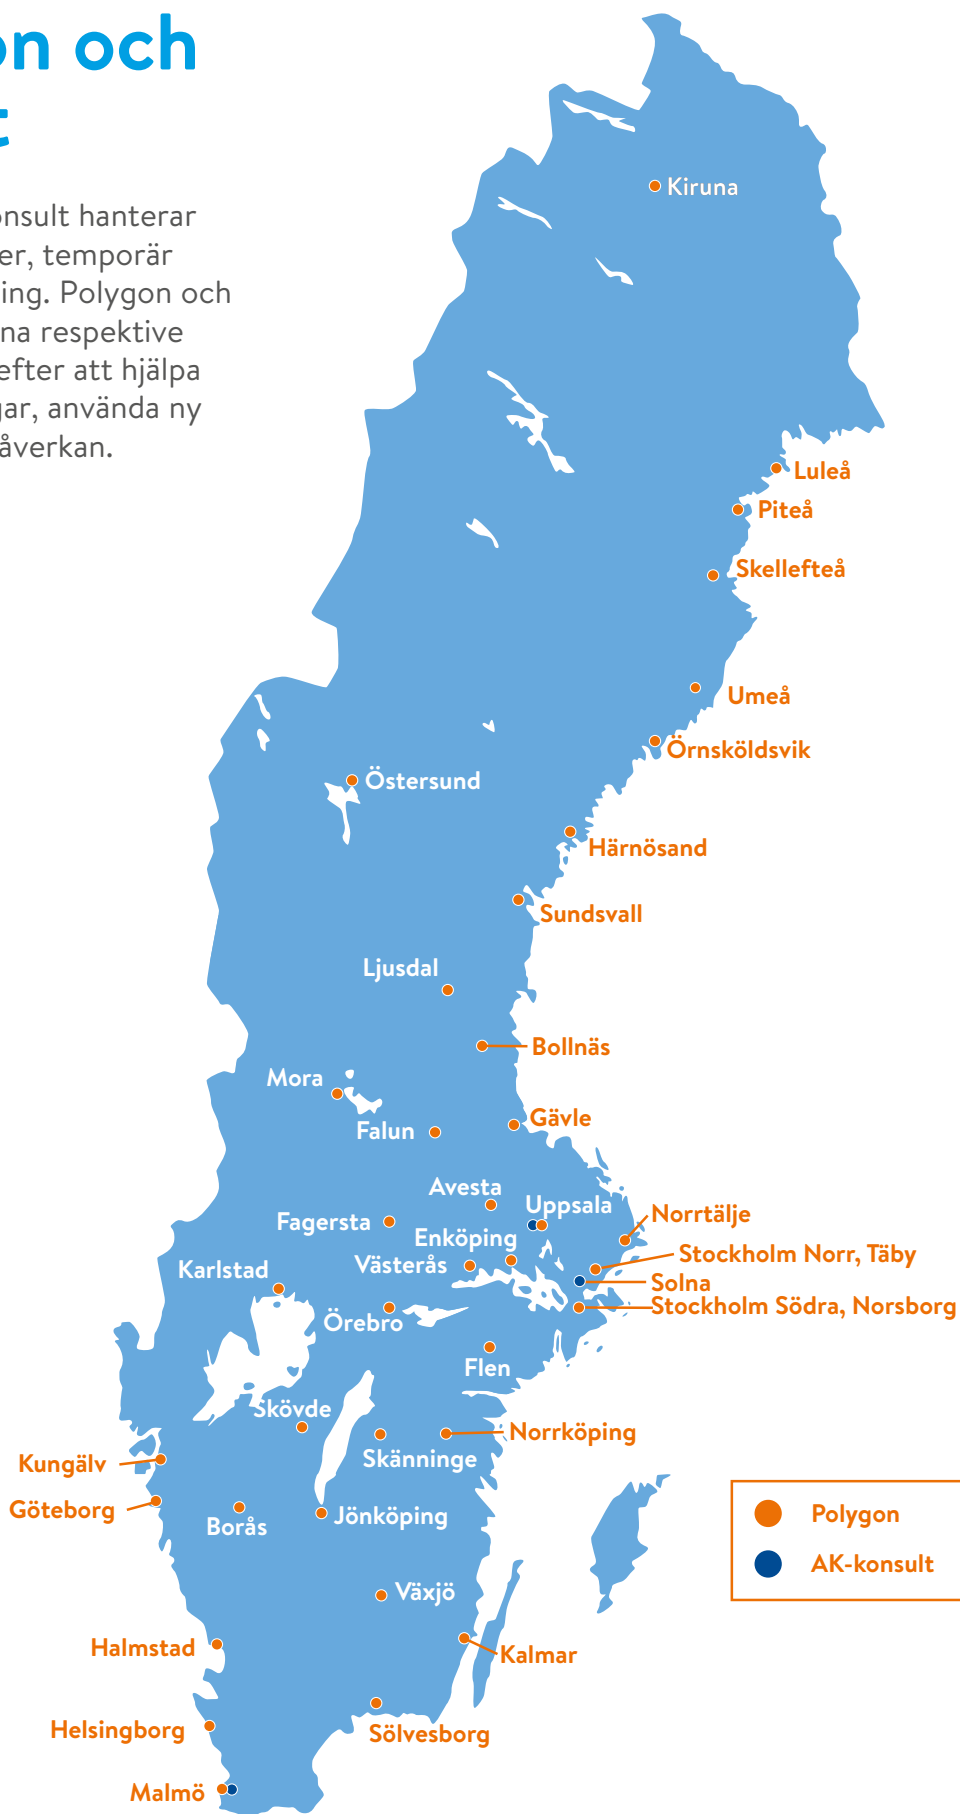 on och
t
onsult hanterar
er, temporär
ing. Polygon och
na respektive
efter att hjälpa
gar, använda ny
åverkan.
Kiruna
Luleå
Piteå
Skellefteå
Umeå
Örnsköldsvik
Östersund
Härnösand
Sundsvall
Ljusdal
Bollnäs
Mora
Gävle
Falun
Avesta
Uppsala
Norrtälje
Fagersta
Enköping
Stockholm Norr, Täby
Västerås
Karlstad
Solna
Stockholm Södra, Norsborg
Örebro
Flen
Skövde
Norrköping
Skänninge
Kungälv
Göteborg
Borås
Jönköping
Polygon
AK-konsult
Växjö
Halmstad
Kalmar
Helsingborg
Sölvesborg
Malmö